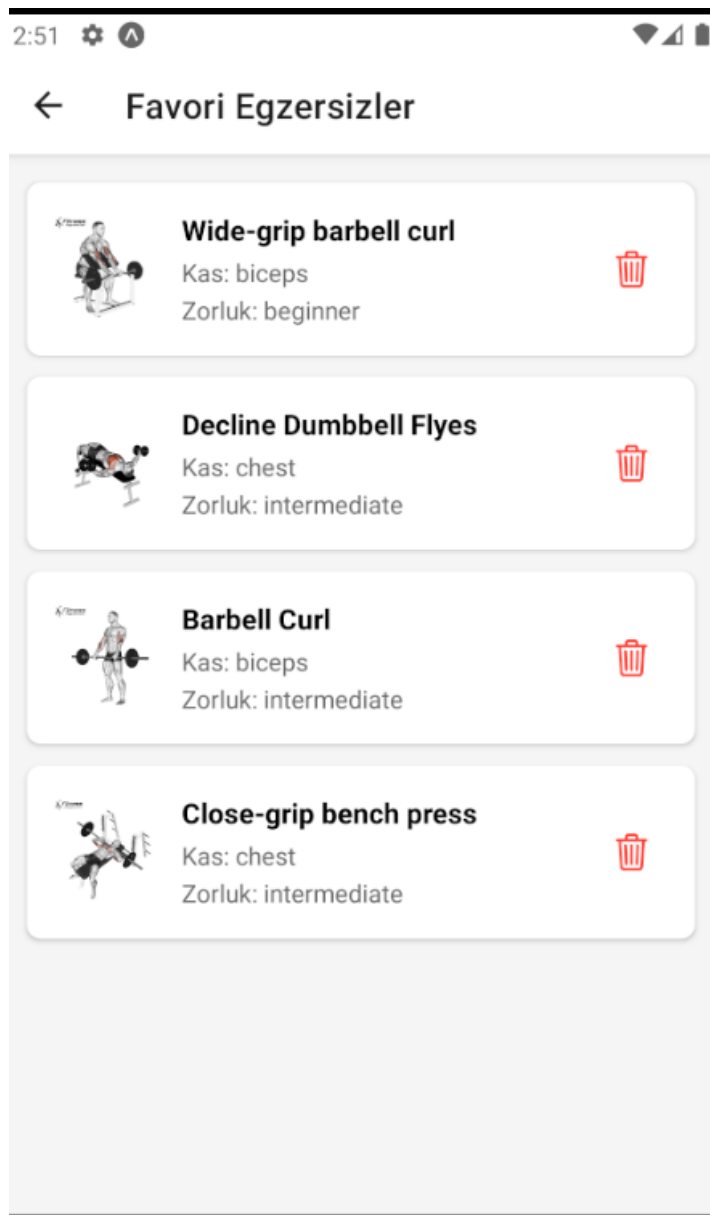 2:51
Favori Egzersizler
Wide-grip barbell curl
Kas: biceps
Zorluk: beginner
Decline Dumbbell Flyes
Kas: chest
Zorluk: intermediate
Barbell Curl
Kas: biceps
Zorluk: intermediate
Close-grip bench press
Kas: chest
Zorluk: intermediate